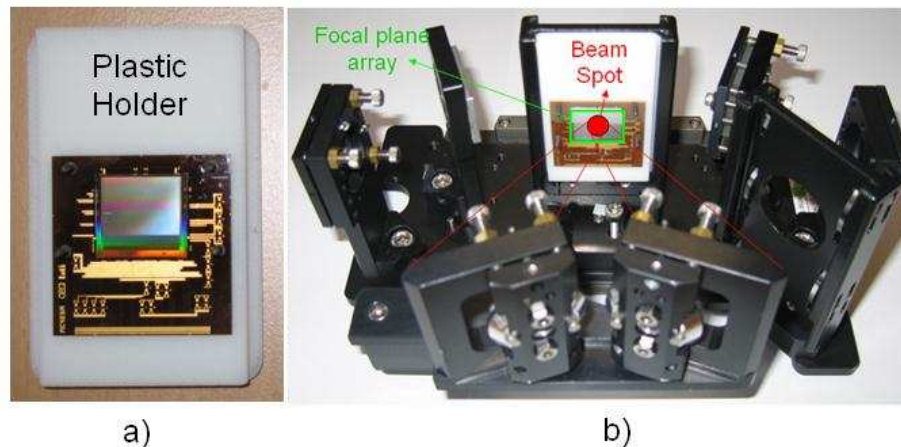 Plastic
Holder
Focal plane
array
Beam
Spot
a)
b)